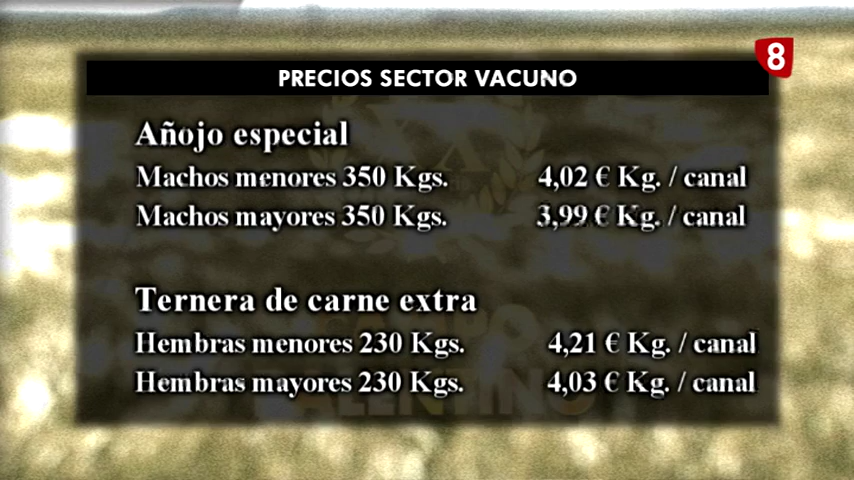 8
PRECIOS SECTOR VACUNO
Añojo especial
Machos menores 350 Kgs. 4,02 € Kg. / canal
Machos mayores 350 Kgs. 3,99 € Kg. / canal
Ternera de carne extra
Hembras menores 230 Kgs. 4,21 € Kg. / canal
Hembras mayores 230 Kgs. 4,03 € Kg. / canal